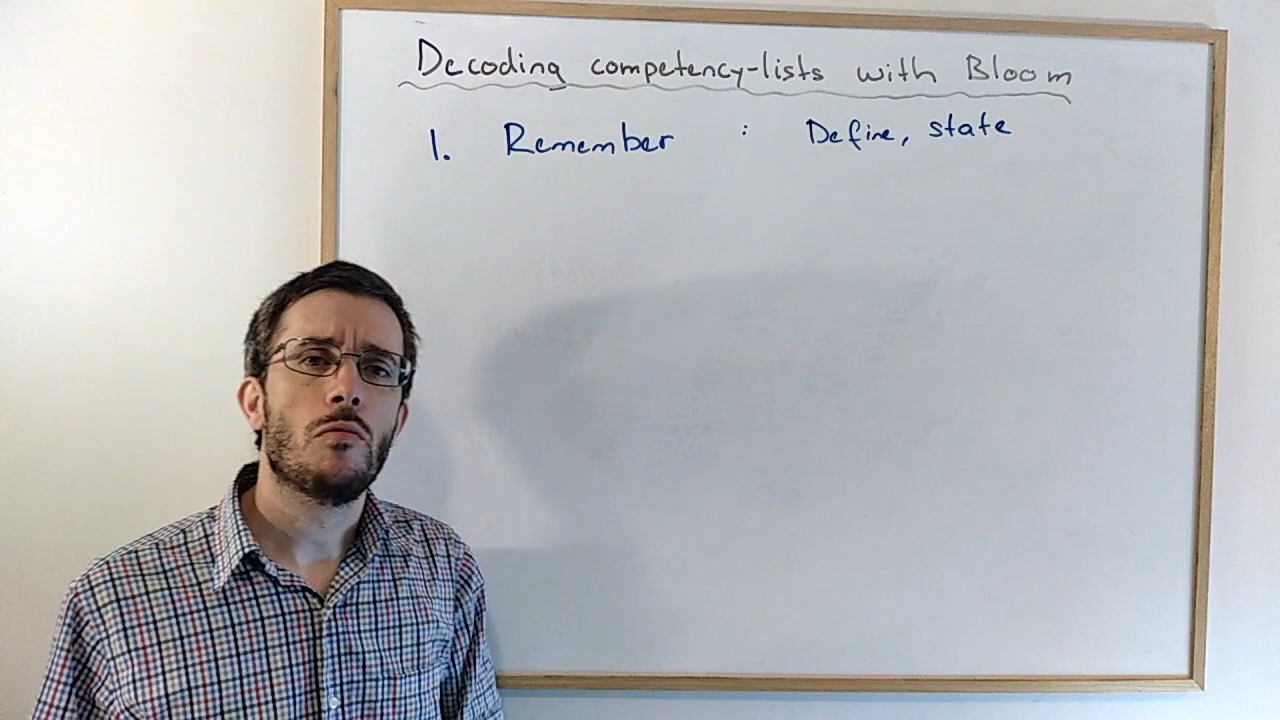 Decoding competency-lists with Bloom
1. Remember : Define, state